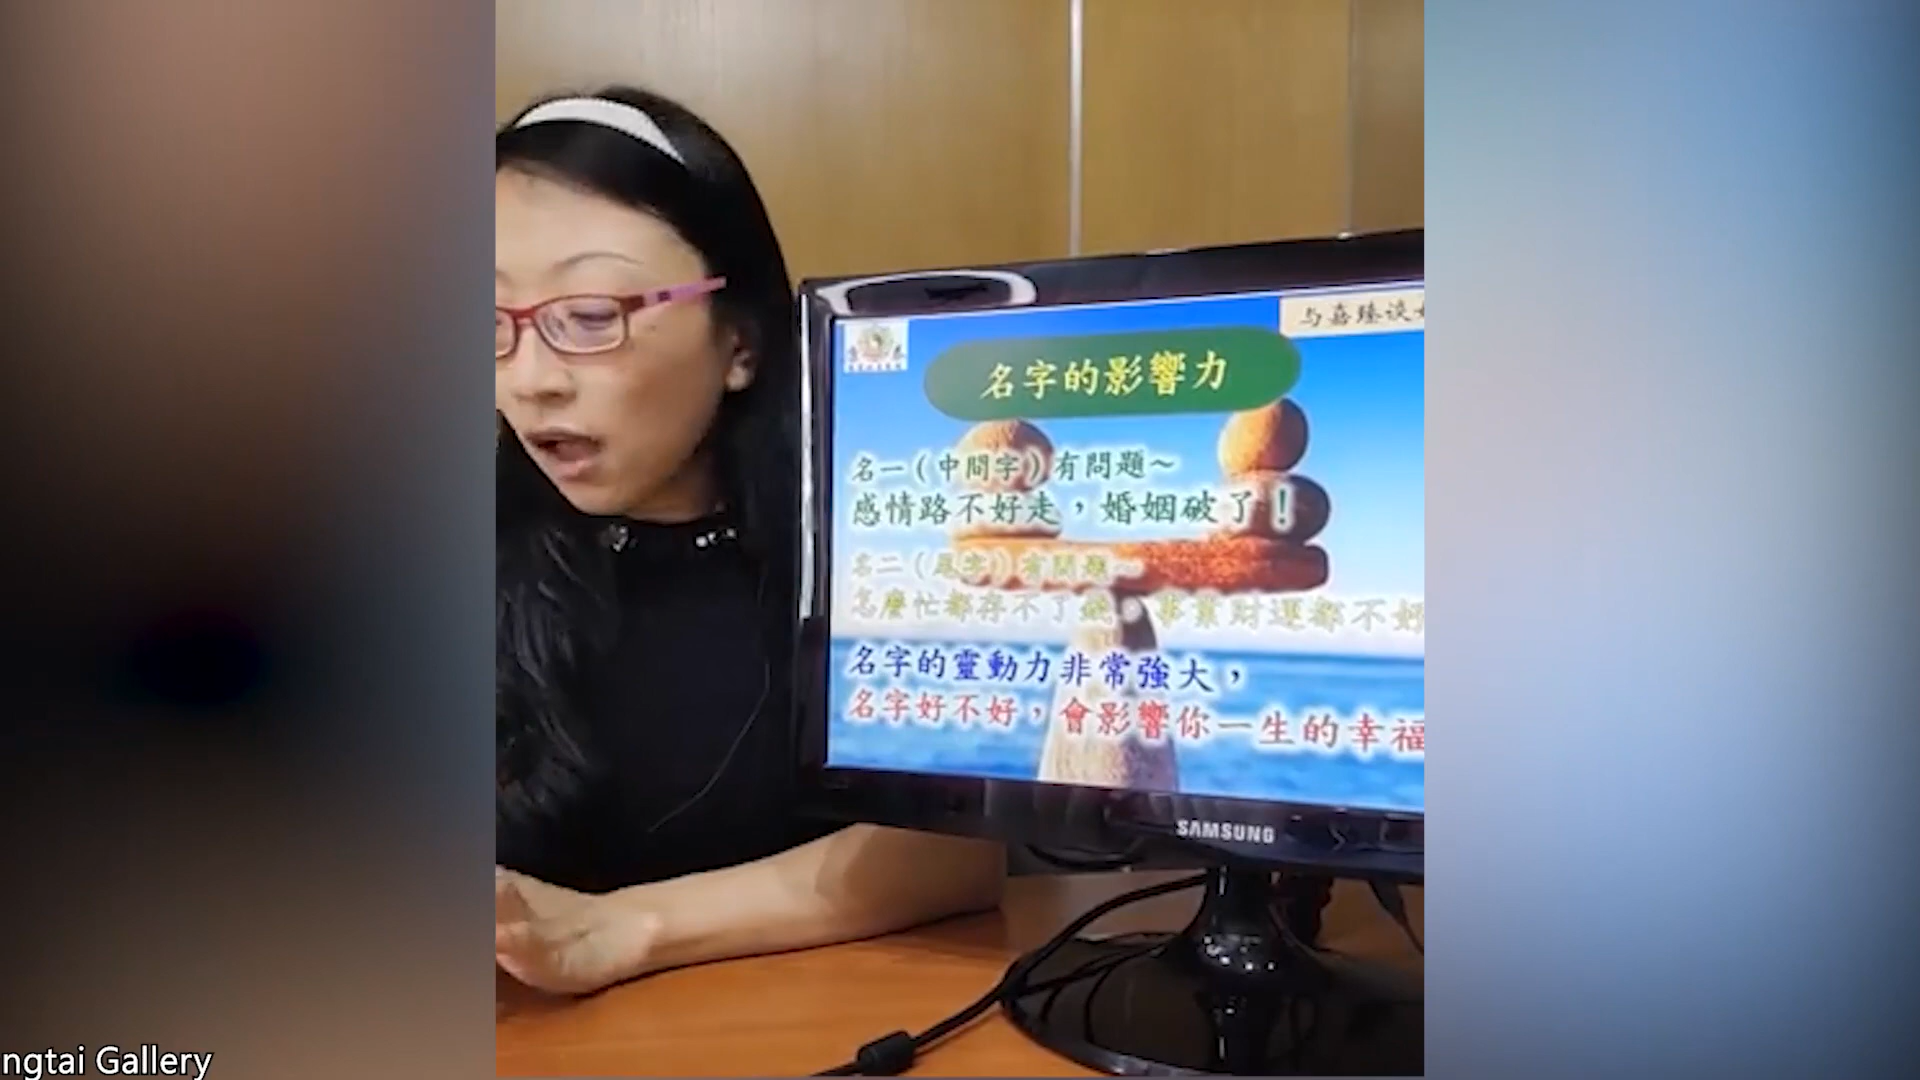 与嘉臻谈
名字的影響力
名一(中間字)有問題~
感情路不好走,婚姻破了!
名二(尾字)有問題~
怎麼忙都存不了錢。事業財運都不好
名字的靈動力非常強大,
名字好不好,會影響你一生的幸福
SAMSUNG
ngtai Gallery